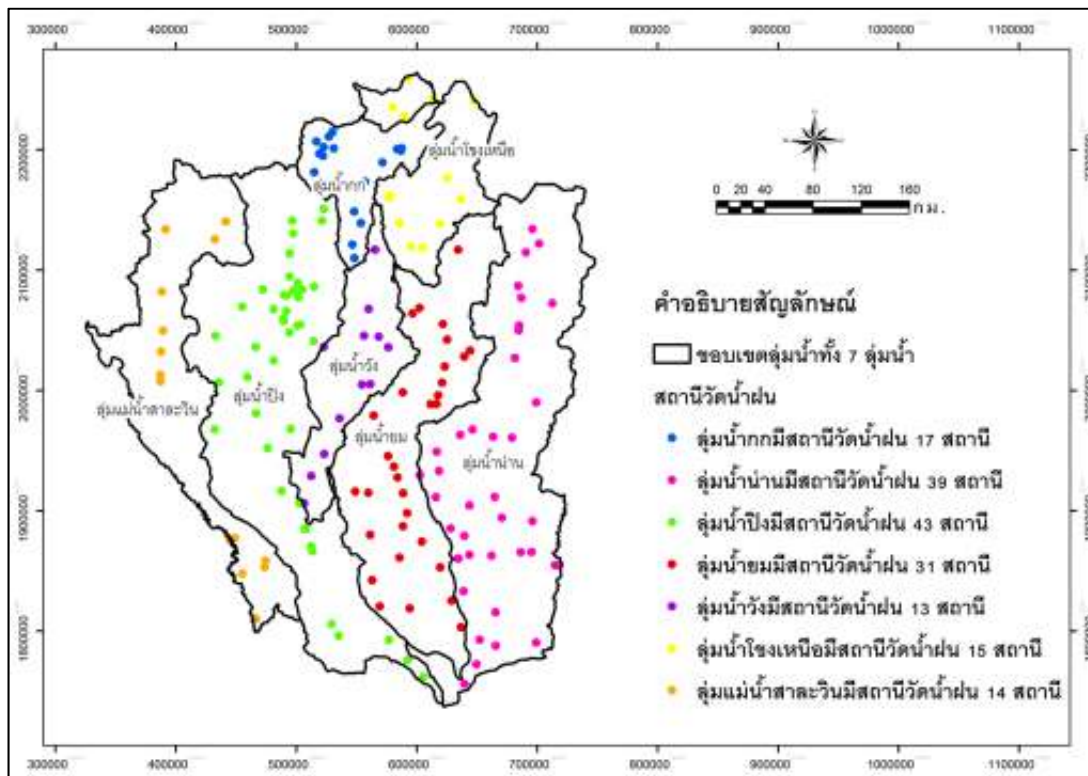 300000 400000 500000 600000 700000 800000 900000 1000000 1100000
2200000
2100000
2000000
1900000
1800000
ลุ่มน้ำโขงเหนือ
ลุ่มน้ำกก
ลุ่มน้ำวัง
ลุ่มแม่น้ำสาละวิน
ลุ่มน้ำปิง
ลุ่มน้ำยม
ลุ่มน้ำน่าน
0 20 40 80 120 160
กม.
คำอธิบายสัญลักษณ์
ขอบเขตลุ่มน้ำทั้ง 7 ลุ่มน้ำ
สถานีวัดน้ำฝน
ลุ่มน้ำกกมีสถานีวัดน้ำฝน 17 สถานี
ลุ่มน้ำน่านมีสถานีวัดน้ำฝน 39 สถานี
ลุ่มน้ำปิงมีสถานีวัดน้ำฝน 43 สถานี
ลุ่มน้ำยมมีสถานีวัดน้ำฝน 31 สถานี
ลุ่มน้ำวังมีสถานีวัดน้ำฝน 13 สถานี
ลุ่มน้ำโขงเหนือมีสถานีวัดน้ำฝน 15 สถานี
ลุ่มแม่น้ำสาละวินมีสถานีวัดน้ำฝน 14 สถานี
300000 400000 500000 600000 700000 800000 900000 1000000 1100000